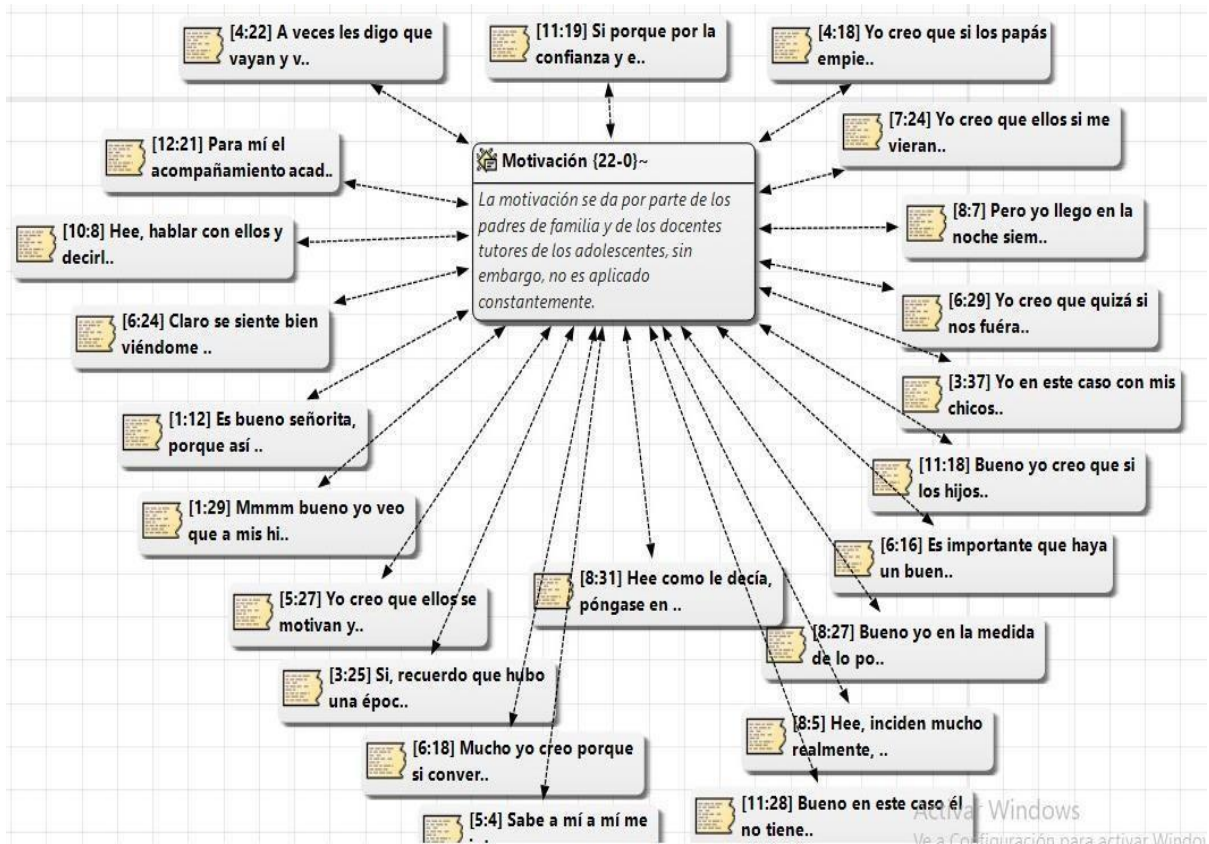 [4:22] A veces les digo que
vayan y v..
[11:19] Si porque por la
confianza y e..
[4:18] Yo creo que si los papás
empie..
[7:24] Yo creo que ellos si me
vieran..
[12:21] Para mí el
acompañamiento acad..
Motivación {22-0}~
La motivación se da por parte de los
padres de familia y de los docentes
tutores de los adolescentes, sin
embargo, no es aplicado
constantemente.
[8:7] Pero yo llego en la
noche siem..
[10:8] Hee, hablar con ellos y
decirl..
[6:29] Yo creo que quizá si
nos fuéra..
[6:24] Claro se siente bien
viéndome ..
[3:37] Yo en este caso con mis
chicos..
[1:12] Es bueno señorita,
porque así ..
[11:18] Bueno yo creo que si
los hijos..
[1:29] Mmmm bueno yo veo
que a mis hi..
[6:16] Es importante que haya
un buen..
[8:31] Hee como le decía,
póngase en ..
[5:27] Yo creo que ellos se
motivan y..
[8:27] Bueno yo en la medida
de lo po..
[3:25] Si, recuerdo que hubo
una époc..
[8:5] Hee, inciden mucho
realmente, ..
[6:18] Mucho yo creo porque
si conver..
[11:28] Bueno en este caso él
no tiene..
[5:4] Sabe a mí a mí me
Activar Windows
Ve a Configuración para activar Window